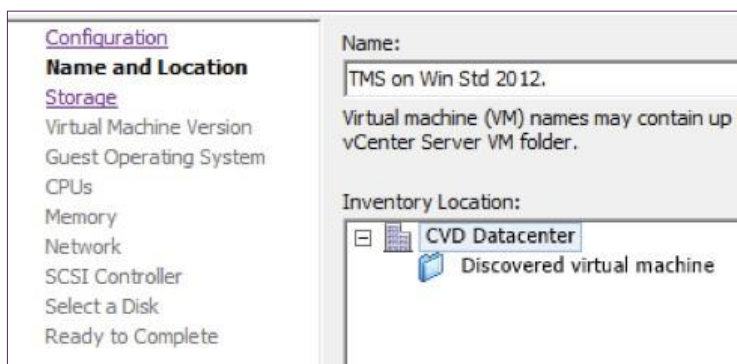 Configuration
Name and Location
Storage
Virtual Machine Version
Guest Operating System
CPUs
Memory
Network
SCSI Controller
Select a Disk
Ready to Complete
Name:
TMS on Win Std 2012.
Virtual machine (VM) names may contain up
vCenter Server VM folder.
Inventory Location:
CVD Datacenter
Discovered virtual machine